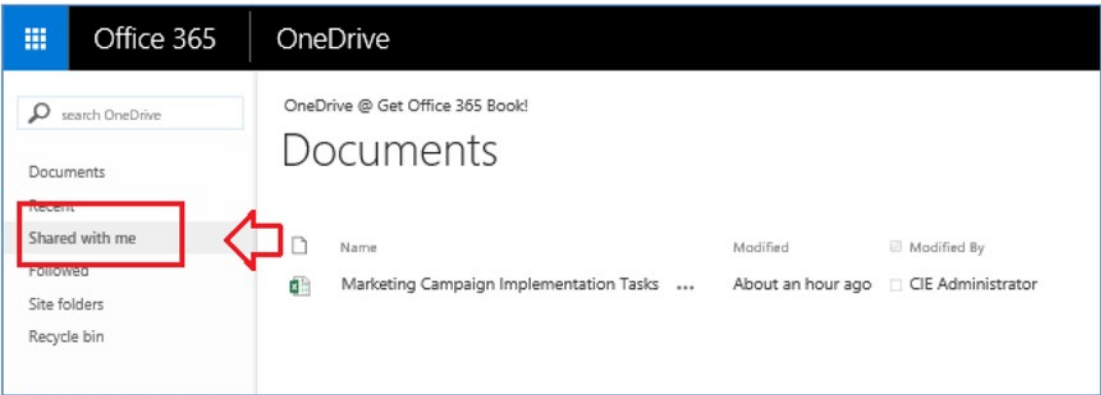 Office 365 OneDrive
search OneDrive
Documents
Recent
Shared with me
Followed
Site folders
Recycle bin
OneDrive @ Get Office 365 Book!
Documents
Name Modified Modified By
Marketing Campaign Implementation Tasks ... About an hour ago CIE Administrator